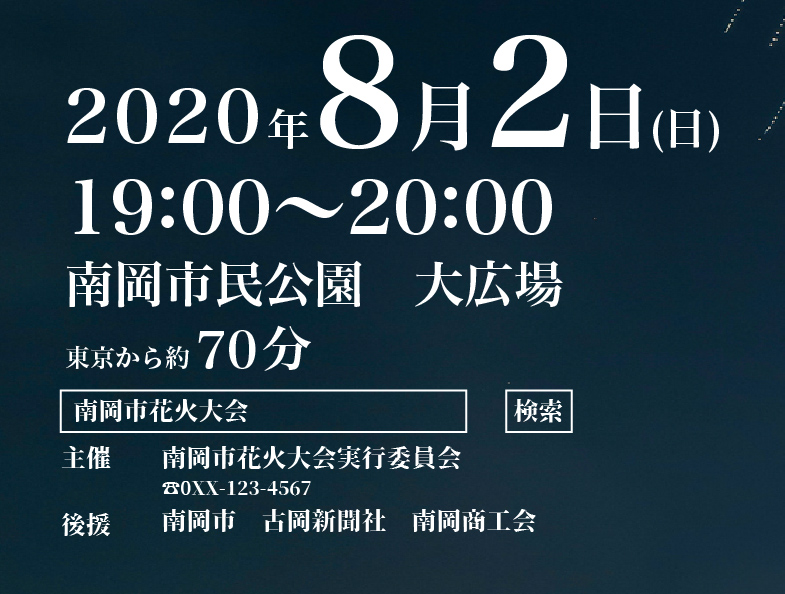 2020年8月2日(日)
19:00〜20:00
南岡市民公園　大広場
東京から約70分
南岡市花火大会　検索
主催　南岡市花火大会実行委員会
☎0XX-123-4567
後援　南岡市　古岡新聞社　南岡商工会